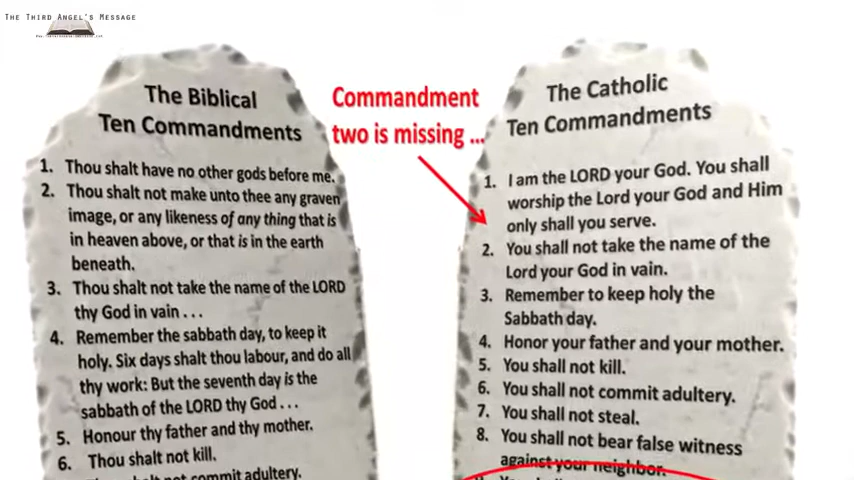 THE THIRD ANGEL'S MESSAGE
The Biblical
Ten Commandments
1. Thou shalt have no other gods before me.
2. Thou shalt not make unto thee any graven
image, or any likeness of any thing that is
in heaven above, or that is in the earth
beneath.
3. Thou shalt not take the name of the LORD
thy God in vain . . .
4. Remember the sabbath day, to keep it
holy. Six days shalt thou labour, and do all
thy work: But the seventh day is the
sabbath of the LORD thy God . . .
5. Honour thy father and thy mother.
6. Thou shalt not kill.
commit adultery.
Commandment
two is missing ...
The Catholic
Ten Commandments
1. I am the LORD your God. You shall
worship the Lord your God and Him
only shall you serve.
2. You shall not take the name of the
Lord your God in vain.
3. Remember to keep holy the
Sabbath day.
4. Honor your father and your mother.
5. You shall not kill.
6. You shall not commit adultery.
7. You shall not steal.
8. You shall not bear false witness
against your neighbor.